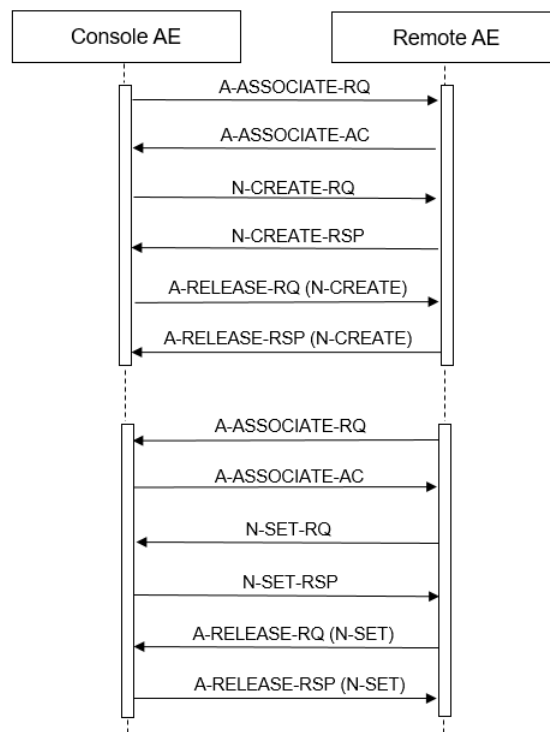 Console AE
Remote AE
A-ASSOCIATE-RQ
A-ASSOCIATE-AC
N-CREATE-RQ
N-CREATE-RSP
A-RELEASE-RQ (N-CREATE)
A-RELEASE-RSP (N-CREATE)
A-ASSOCIATE-RQ
A-ASSOCIATE-AC
N-SET-RQ
N-SET-RSP
A-RELEASE-RQ (N-SET)
A-RELEASE-RSP (N-SET)